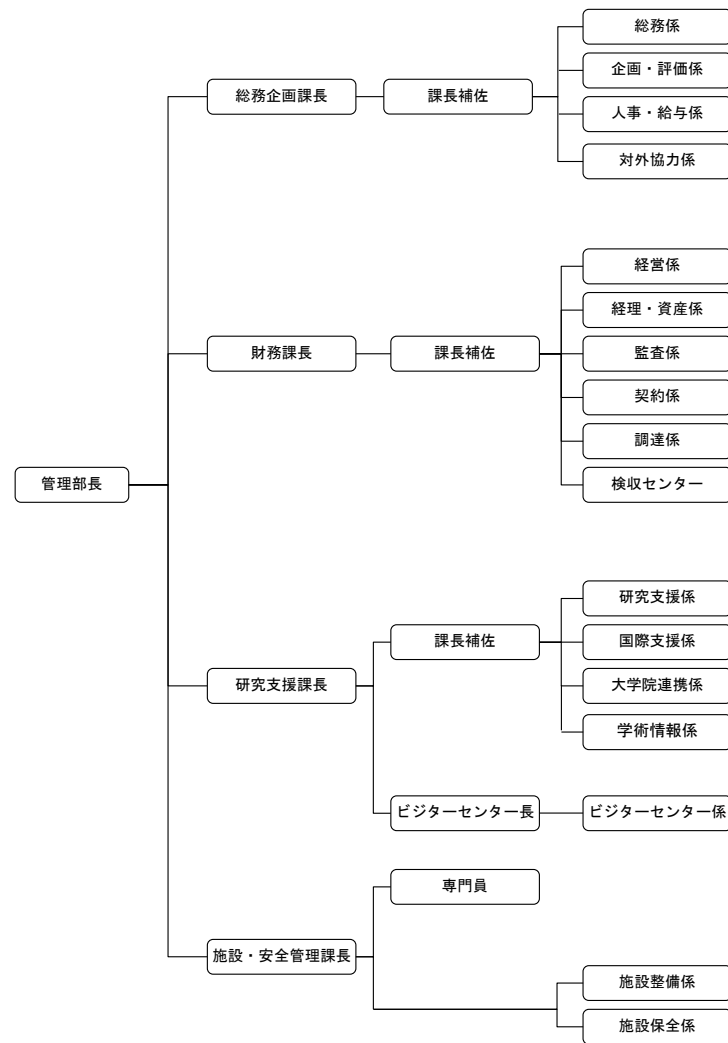 管理部長
総務企画課長
課長補佐
総務係
企画・評価係
人事・給与係
対外協力係
財務課長
課長補佐
経営係
経理・資産係
監査係
契約係
調達係
検収センター
研究支援課長
課長補佐
研究支援係
国際支援係
大学院連携係
学術情報係
ビジターセンター長
ビジターセンター係
施設・安全管理課長
専門員
施設整備係
施設保全係